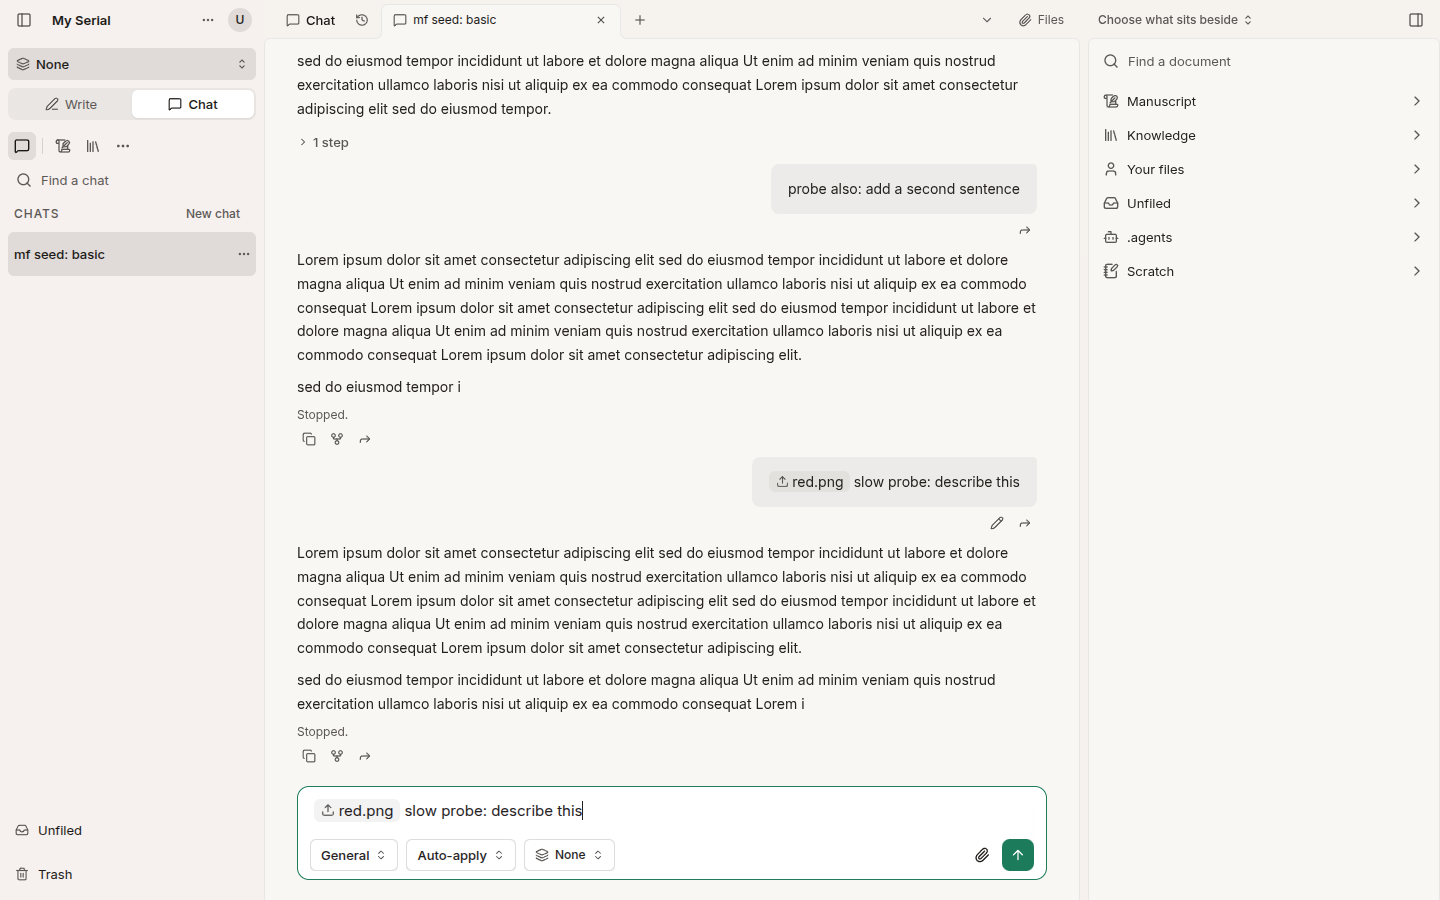 My Serial
U
None
Write
Chat
Find a chat
CHATS
New chat
mf seed: basic
Unfiled
Trash
Chat
mf seed: basic
Files
sed do eiusmod tempor incididunt ut labore et dolore magna aliqua Ut enim ad minim veniam quis nostrud
exercitation ullamco laboris nisi ut aliquip ex ea commodo consequat Lorem ipsum dolor sit amet consectetur
adipiscing elit sed do eiusmod tempor.
1 step
probe also: add a second sentence
Lorem ipsum dolor sit amet consectetur adipiscing elit sed do eiusmod tempor incididunt ut labore et dolore
magna aliqua Ut enim ad minim veniam quis nostrud exercitation ullamco laboris nisi ut aliquip ex ea commodo
consequat Lorem ipsum dolor sit amet consectetur adipiscing elit sed do eiusmod tempor incididunt ut labore et
dolore magna aliqua Ut enim ad minim veniam quis nostrud exercitation ullamco laboris nisi ut aliquip ex ea
commodo consequat Lorem ipsum dolor sit amet consectetur adipiscing elit.
sed do eiusmod tempor i
Stopped.
red.png slow probe: describe this
Lorem ipsum dolor sit amet consectetur adipiscing elit sed do eiusmod tempor incididunt ut labore et dolore
magna aliqua Ut enim ad minim veniam quis nostrud exercitation ullamco laboris nisi ut aliquip ex ea commodo
consequat Lorem ipsum dolor sit amet consectetur adipiscing elit sed do eiusmod tempor incididunt ut labore et
dolore magna aliqua Ut enim ad minim veniam quis nostrud exercitation ullamco laboris nisi ut aliquip ex ea
commodo consequat Lorem ipsum dolor sit amet consectetur adipiscing elit.
sed do eiusmod tempor incididunt ut labore et dolore magna aliqua Ut enim ad minim veniam quis nostrud
exercitation ullamco laboris nisi ut aliquip ex ea commodo consequat Lorem i
Stopped.
red.png slow probe: describe this
General
Auto-apply
None
Choose what sits beside
Find a document
Manuscript
Knowledge
Your files
Unfiled
.agents
Scratch